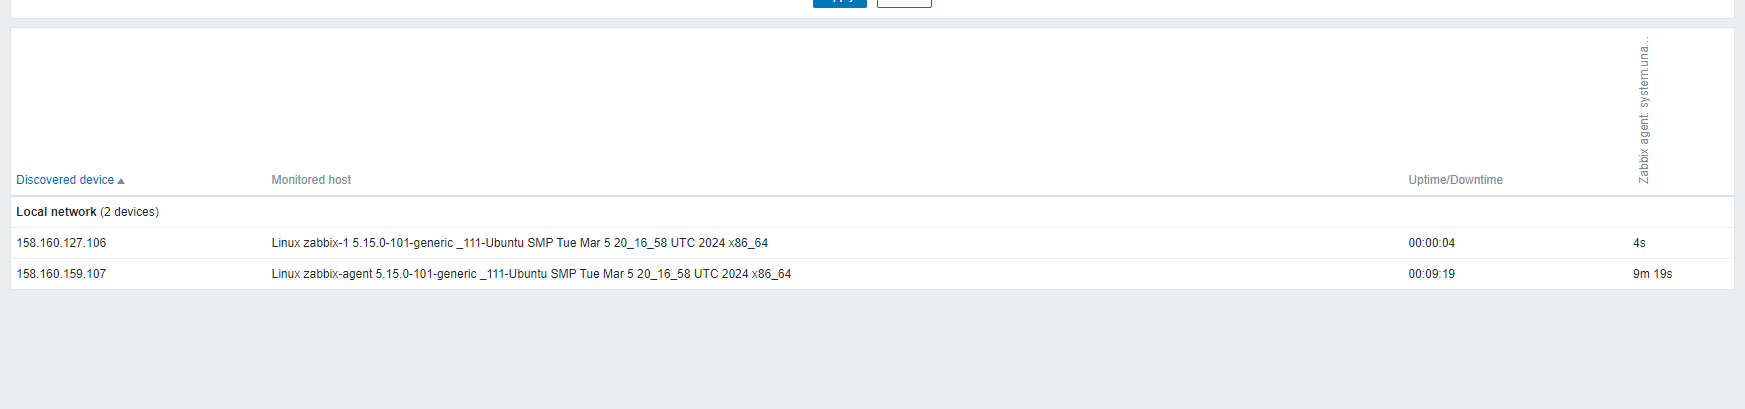 Zabbix agent: system.una...
Discovered device Monitored host Uptime/Downtime
Local network (2 devices)
158.160.127.106 Linux zabbix-1 5.15.0-101-generic _111-Ubuntu SMP Tue Mar 5 20_16_58 UTC 2024 x86_64 00:00:04 4s
158.160.159.107 Linux zabbix-agent 5.15.0-101-generic _111-Ubuntu SMP Tue Mar 5 20_16_58 UTC 2024 x86_64 00:09:19 9m 19s